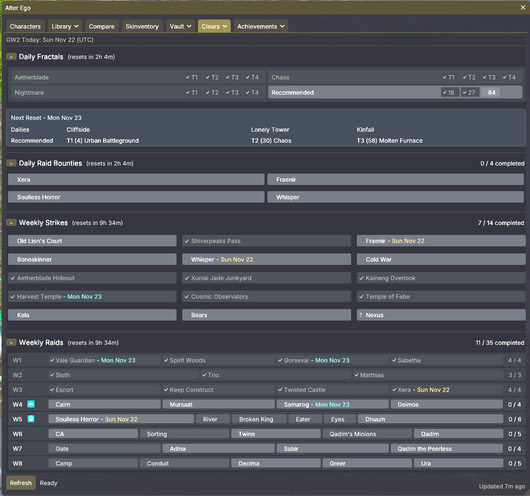 Alter Ego
Characters Library Compare Skinventory Vault Clears Achievements
GW2 Today: Sun Nov 22 (UTC)
Daily Fractals (resets in 2h 4m)
Aetherblade ✓ T1 ✓ T2 ✓ T3 ✓ T4 Chaos ✓ T1 ✓ T2 ✓ T3 ✓ T4
Nightmare ✓ T1 ✓ T2 ✓ T3 ✓ T4 Recommended ✓ 18 ✓ 27 64
Next Reset - Mon Nov 23
Dailies Cliffside Lonely Tower Kinfall
Recommended T1 (4) Urban Battleground T2 (30) Chaos T3 (58) Molten Furnace
Daily Raid Bounties (resets in 2h 4m) 0 / 4 completed
Xera Fraenir
Soulless Horror Whisper
Weekly Strikes (resets in 9h 34m) 7 / 14 completed
Old Lion's Court ✓ Shiverpeaks Pass Fraenir - Sun Nov 22
Boneskinner Whisper - Sun Nov 22 Cold War
✓ Aetherblade Hideout ✓ Xunlai Jade Junkyard ✓ Kaineng Overlook
✓ Harvest Temple - Mon Nov 23 ✓ Cosmic Observatory ✓ Temple of Febe
Kela Bears ? Nexus
Weekly Raids (resets in 9h 34m) 11 / 35 completed
W1 ✓ Vale Guardian - Mon Nov 23 ✓ Spirit Woods ✓ Gorseval - Mon Nov 23 ✓ Sabetha 4 / 4
W2 ✓ Sloth ✓ Trio ✓ Matthias 3 / 3
W3 ✓ Escort ✓ Keep Construct ✓ Twisted Castle ✓ Xera - Sun Nov 22 4 / 4
W4 Cairn Mursaat Samarog - Mon Nov 23 Deimos 0 / 4
W5 Soulless Horror - Sun Nov 22 River Broken King Eater Eyes Dhuum 0 / 6
W6 CA Sorting Twins Qadim's Minions Qadim 0 / 5
W7 Gate Adina Sabir Qadim the Peerless 0 / 4
W8 Camp Conduit Decima Greer Ura 0 / 5
Refresh Ready Updated 7m ago